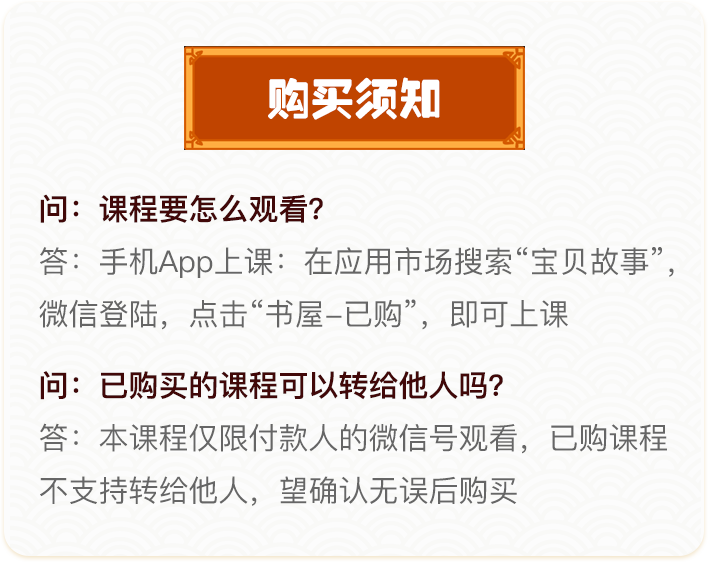 购买须知
问：课程要怎么观看？
答：手机App上课：在应用市场搜索“宝贝故事”，
微信登陆，点击“书屋-已购”，即可上课
问：已购买的课程可以转给他人吗？
答：本课程仅限付款人的微信号观看，已购课程
不支持转给他人，望确认无误后购买